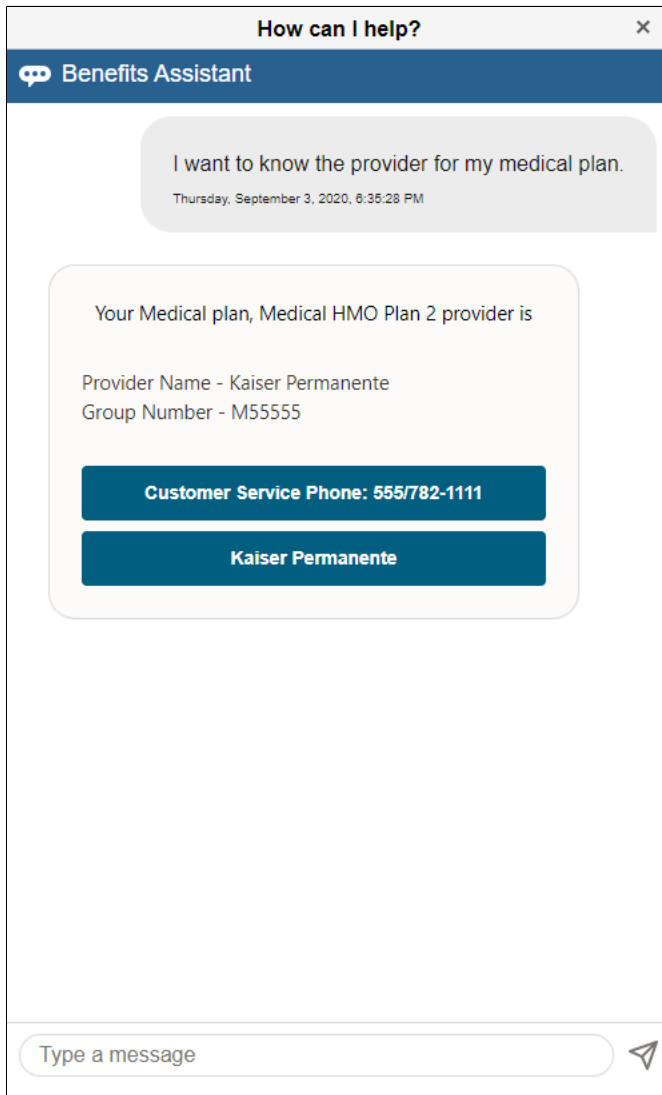 How can I help?
×
Benefits Assistant
I want to know the provider for my medical plan.
Thursday, September 3, 2020, 6:35:28 PM
Your Medical plan, Medical HMO Plan 2 provider is
Provider Name - Kaiser Permanente
Group Number - M55555
Customer Service Phone: 555/782-1111
Kaiser Permanente
Type a message